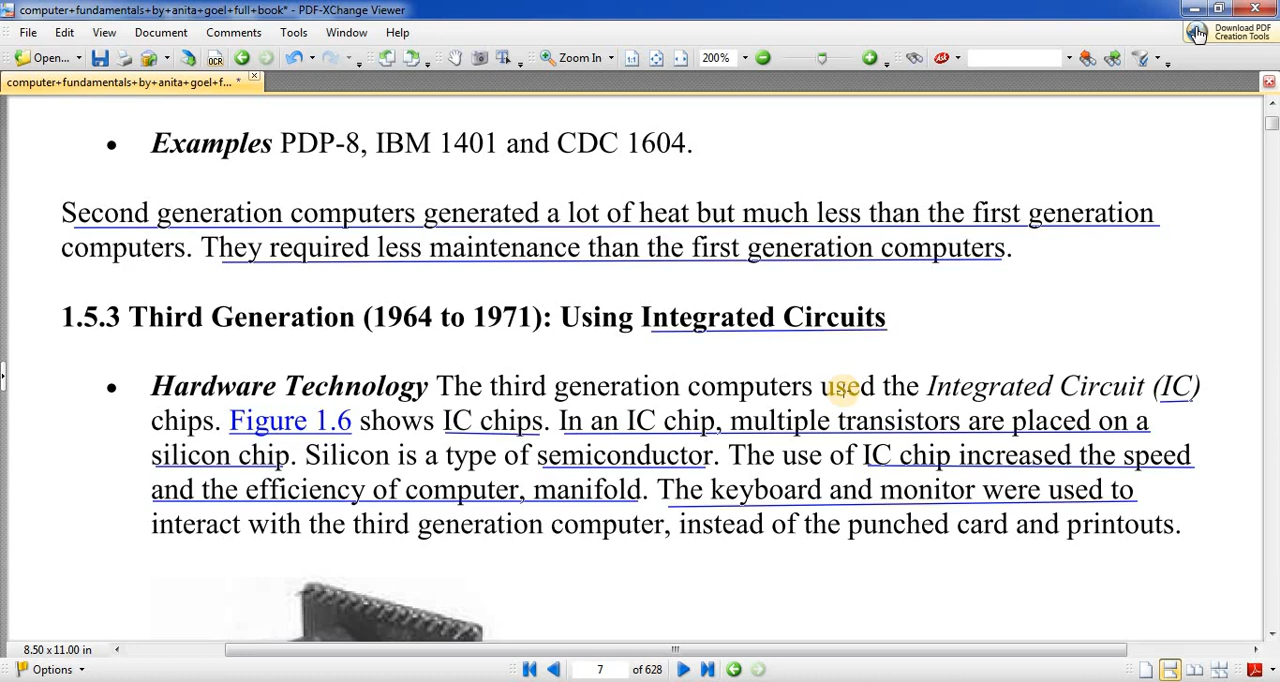 computer+fundamentals+by+anita+goel+full+book* - PDF-XChange Viewer
File Edit View Document Comments Tools Window Help
Download PDF
Creation Tools
Open... OCR Zoom In 200%
computer+fundamentals+by+anita+goel+f... *
• Examples PDP-8, IBM 1401 and CDC 1604.
Second generation computers generated a lot of heat but much less than the first generation
computers. They required less maintenance than the first generation computers.
1.5.3 Third Generation (1964 to 1971): Using Integrated Circuits
• Hardware Technology The third generation computers used the Integrated Circuit (IC)
chips. Figure 1.6 shows IC chips. In an IC chip, multiple transistors are placed on a
silicon chip. Silicon is a type of semiconductor. The use of IC chip increased the speed
and the efficiency of computer, manifold. The keyboard and monitor were used to
interact with the third generation computer, instead of the punched card and printouts.
8.50 x 11.00 in
Options 7 of 628